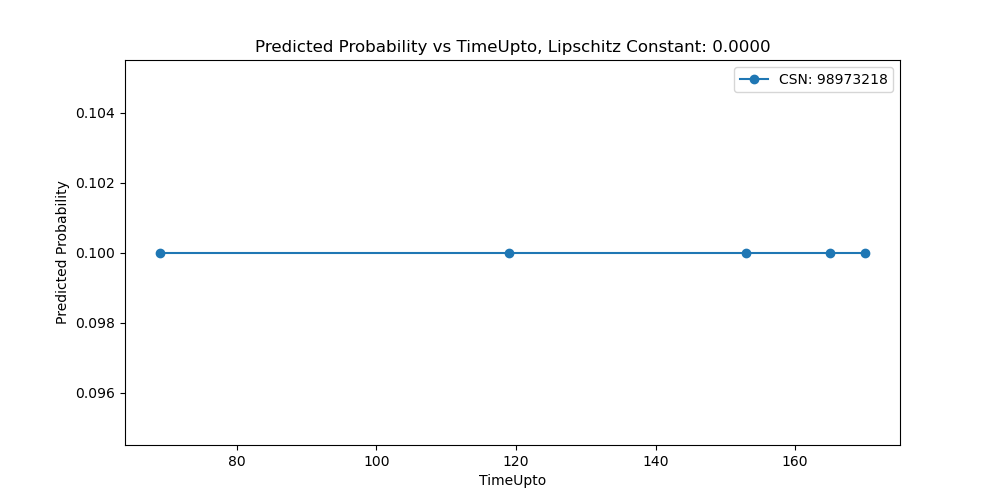 Predicted Probability vs TimeUpto, Lipschitz Constant: 0.0000
CSN: 98973218
Predicted Probability
0.104
0.102
0.100
0.098
0.096
80
100
120
140
160
TimeUpto